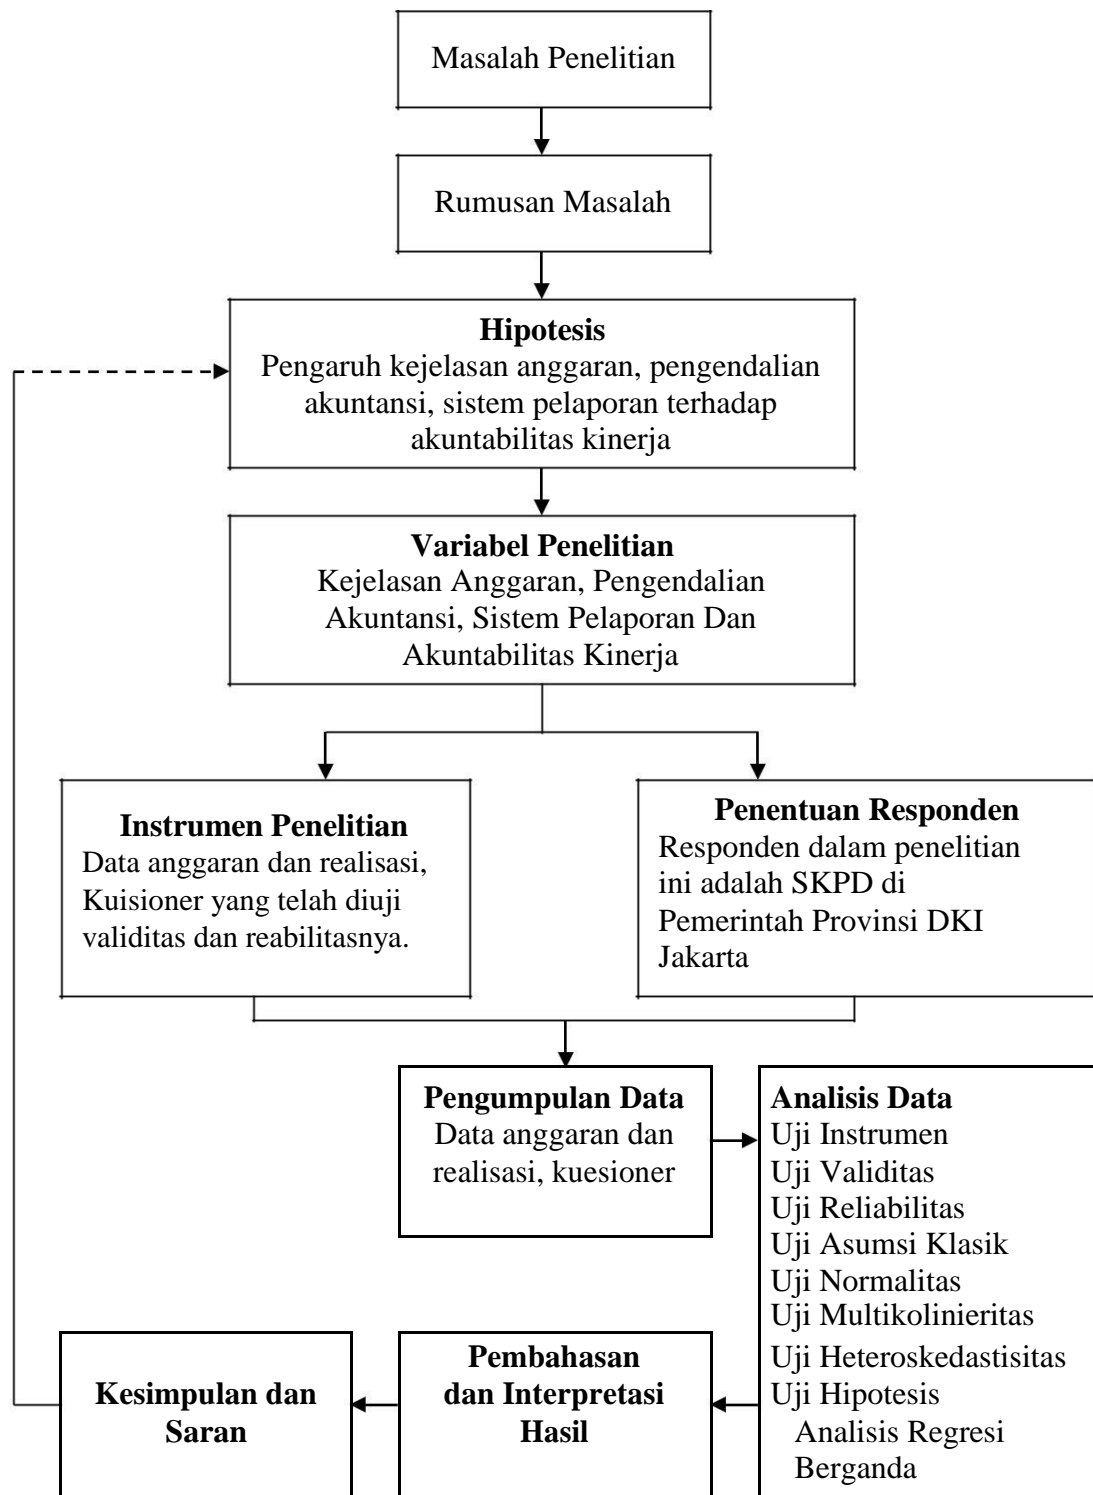 Masalah Penelitian
Rumusan Masalah
Hipotesis
Pengaruh kejelasan anggaran, pengendalian
akuntansi, sistem pelaporan terhadap
akuntabilitas kinerja
Variabel Penelitian
Kejelasan Anggaran, Pengendalian
Akuntansi, Sistem Pelaporan Dan
Akuntabilitas Kinerja
Instrumen Penelitian
Data anggaran dan realisasi,
Kuisioner yang telah diuji
validitas dan reabilitasnya.
Penentuan Responden
Responden dalam penelitian
ini adalah SKPD di
Pemerintah Provinsi DKI
Jakarta
Pengumpulan Data
Data anggaran dan
realisasi, kuesioner
Analisis Data
Uji Instrumen
Uji Validitas
Uji Reliabilitas
Uji Asumsi Klasik
Uji Normalitas
Uji Multikolinieritas
Uji Heteroskedastisitas
Uji Hipotesis
Analisis Regresi
Berganda
Pembahasan
dan Interpretasi
Hasil
Kesimpulan dan
Saran